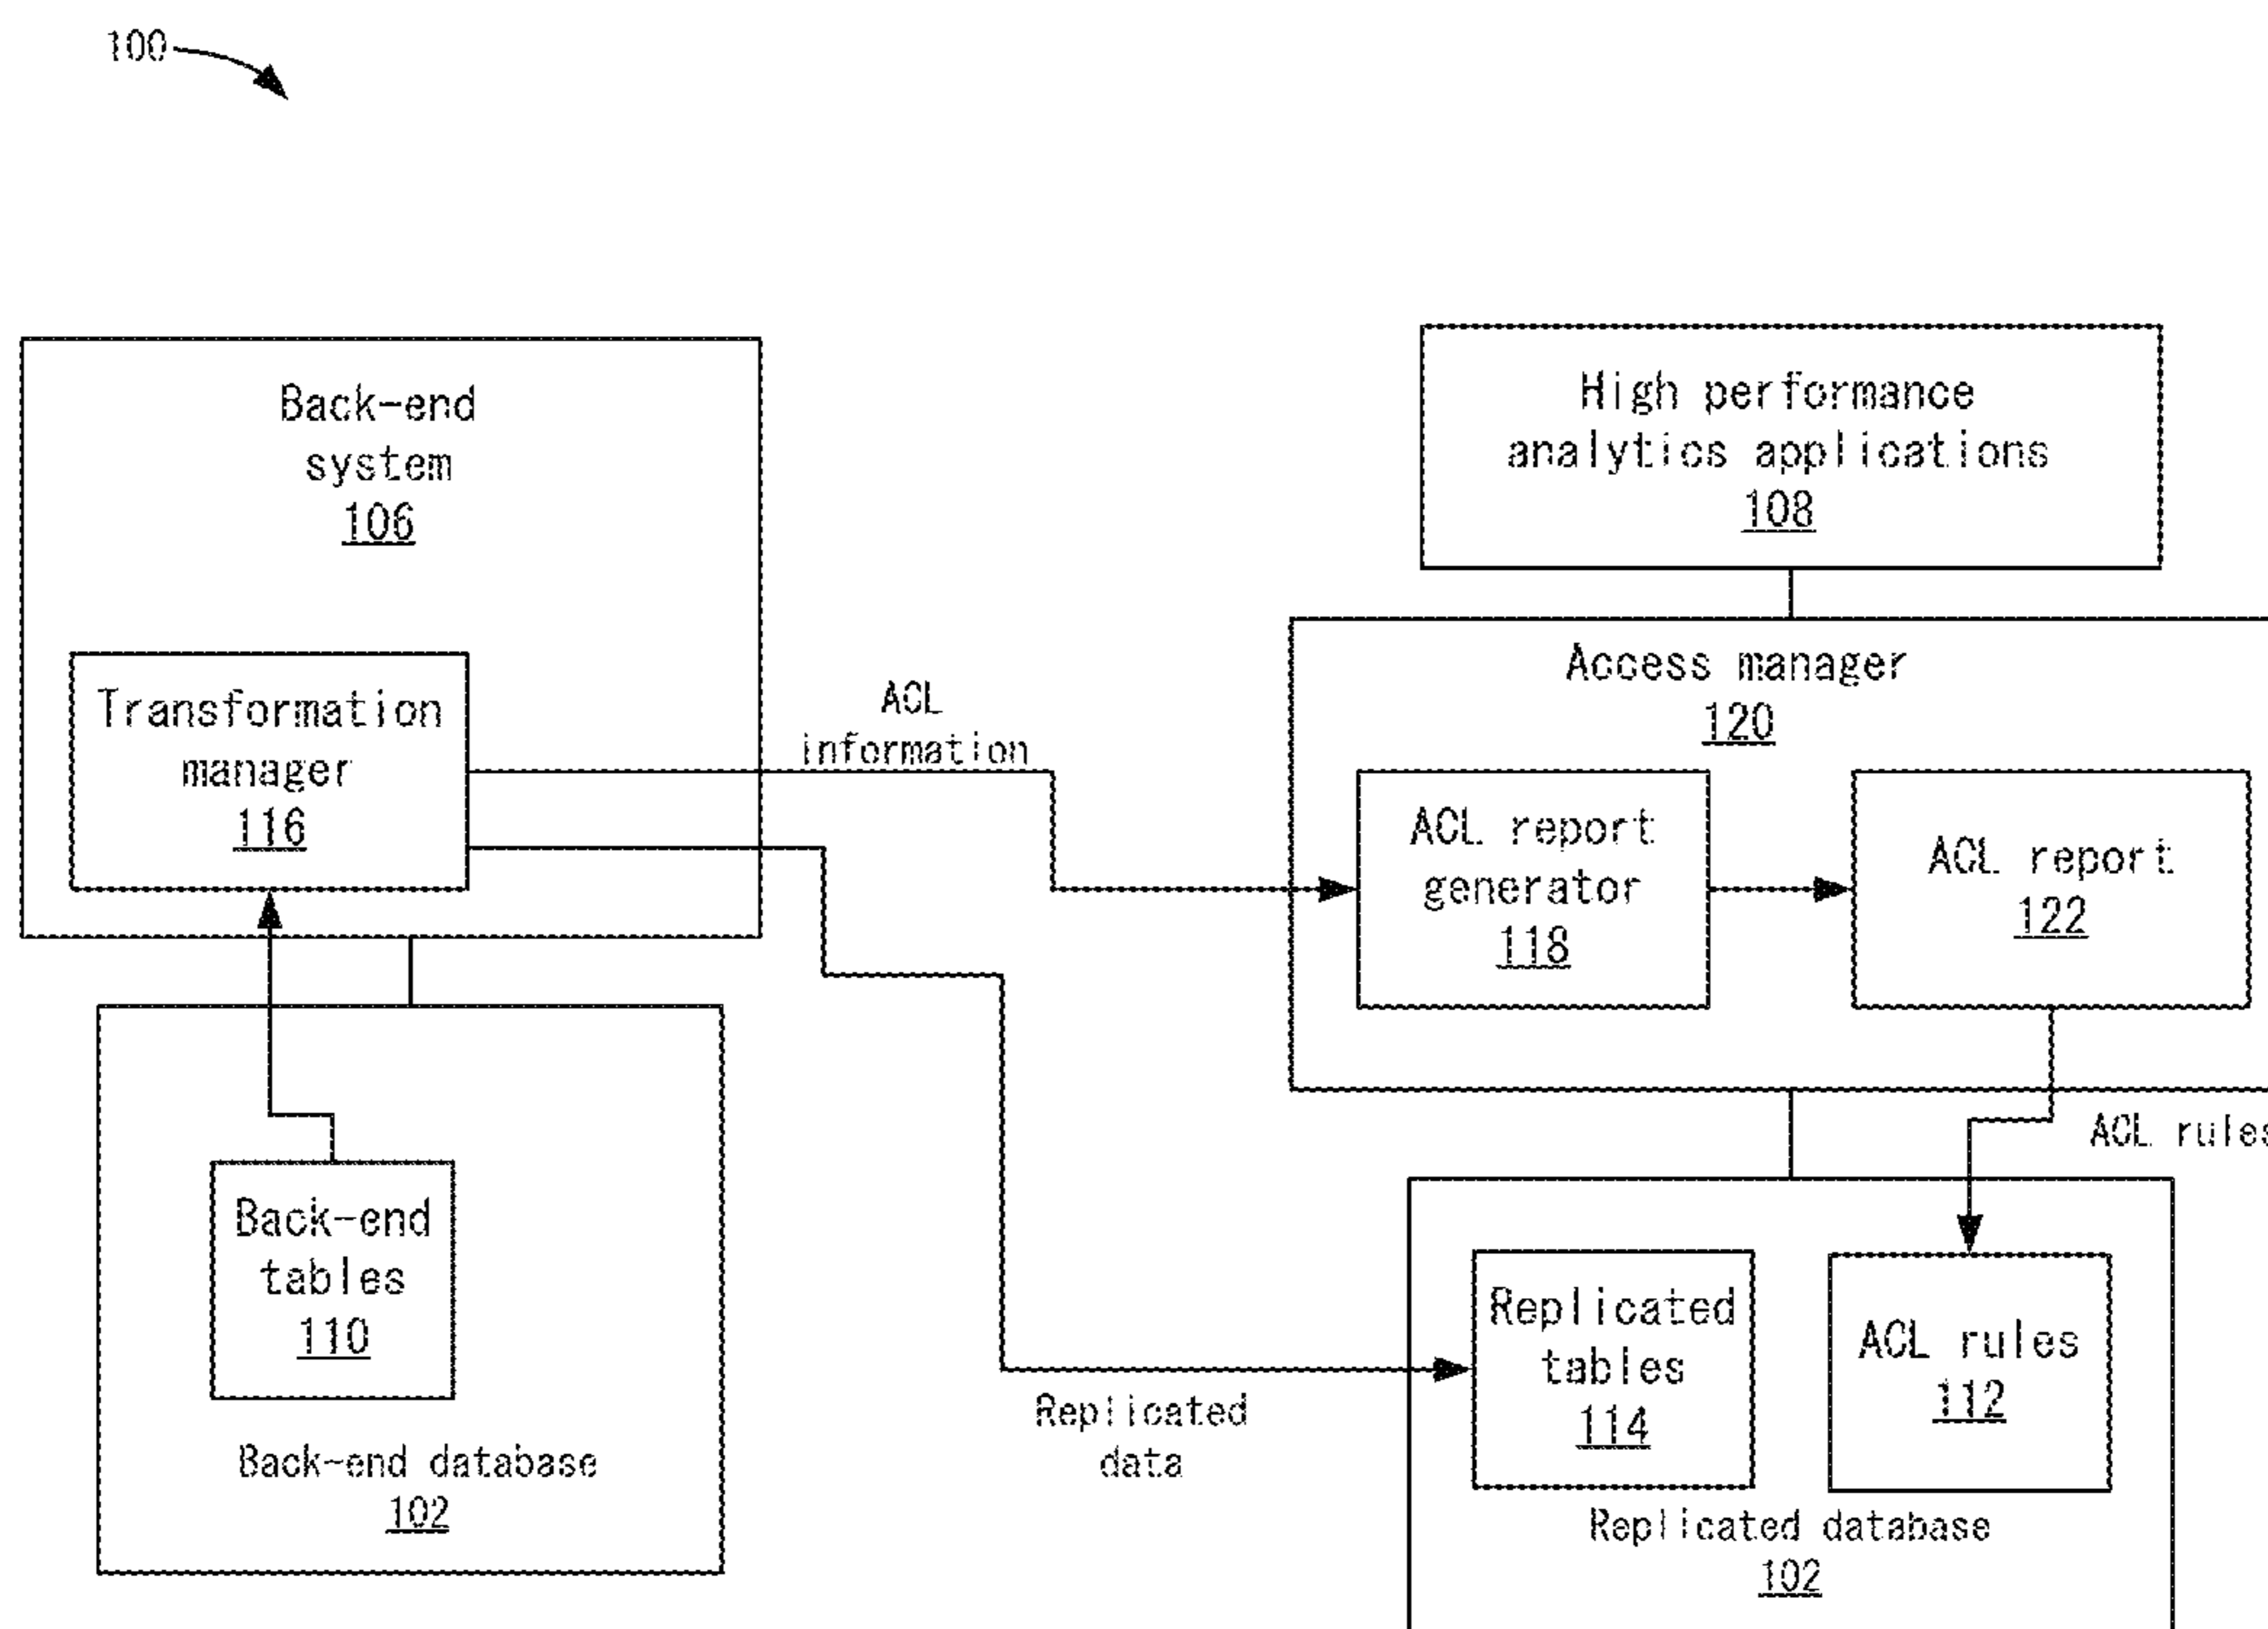 100
Back-end
system
106
Transformation
manager
116
Back-end
tables
110
Back-end database
102
ACL
information
Replicated
data
High performance
analytics applications
108
Access manager
120
ACL report
generator
118
ACL report
122
ACL rules
Replicated
tables
114
ACL rules
112
Replicated database
102